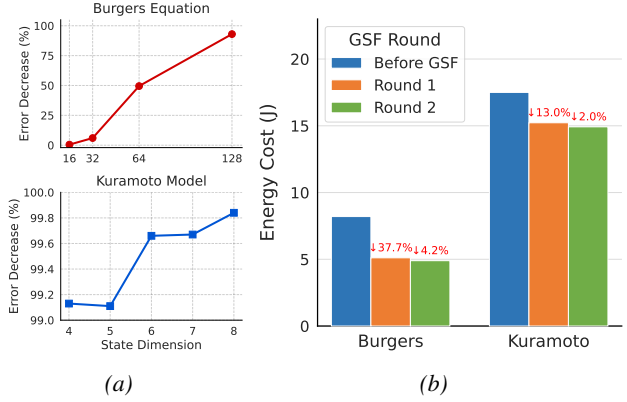 Burgers Equation
Error Decrease (%)
100
75
50
25
0
16 32 64 128
Kuramoto Model
Error Decrease (%)
100.0
99.8
99.6
99.4
99.2
99.0
4 5 6 7 8
State Dimension
(a)
Energy Cost (J)
20
15
10
5
0
GSF Round
Before GSF
Round 1
Round 2
↓13.0% ↓2.0%
↓37.7% ↓4.2%
Burgers Kuramoto
(b)